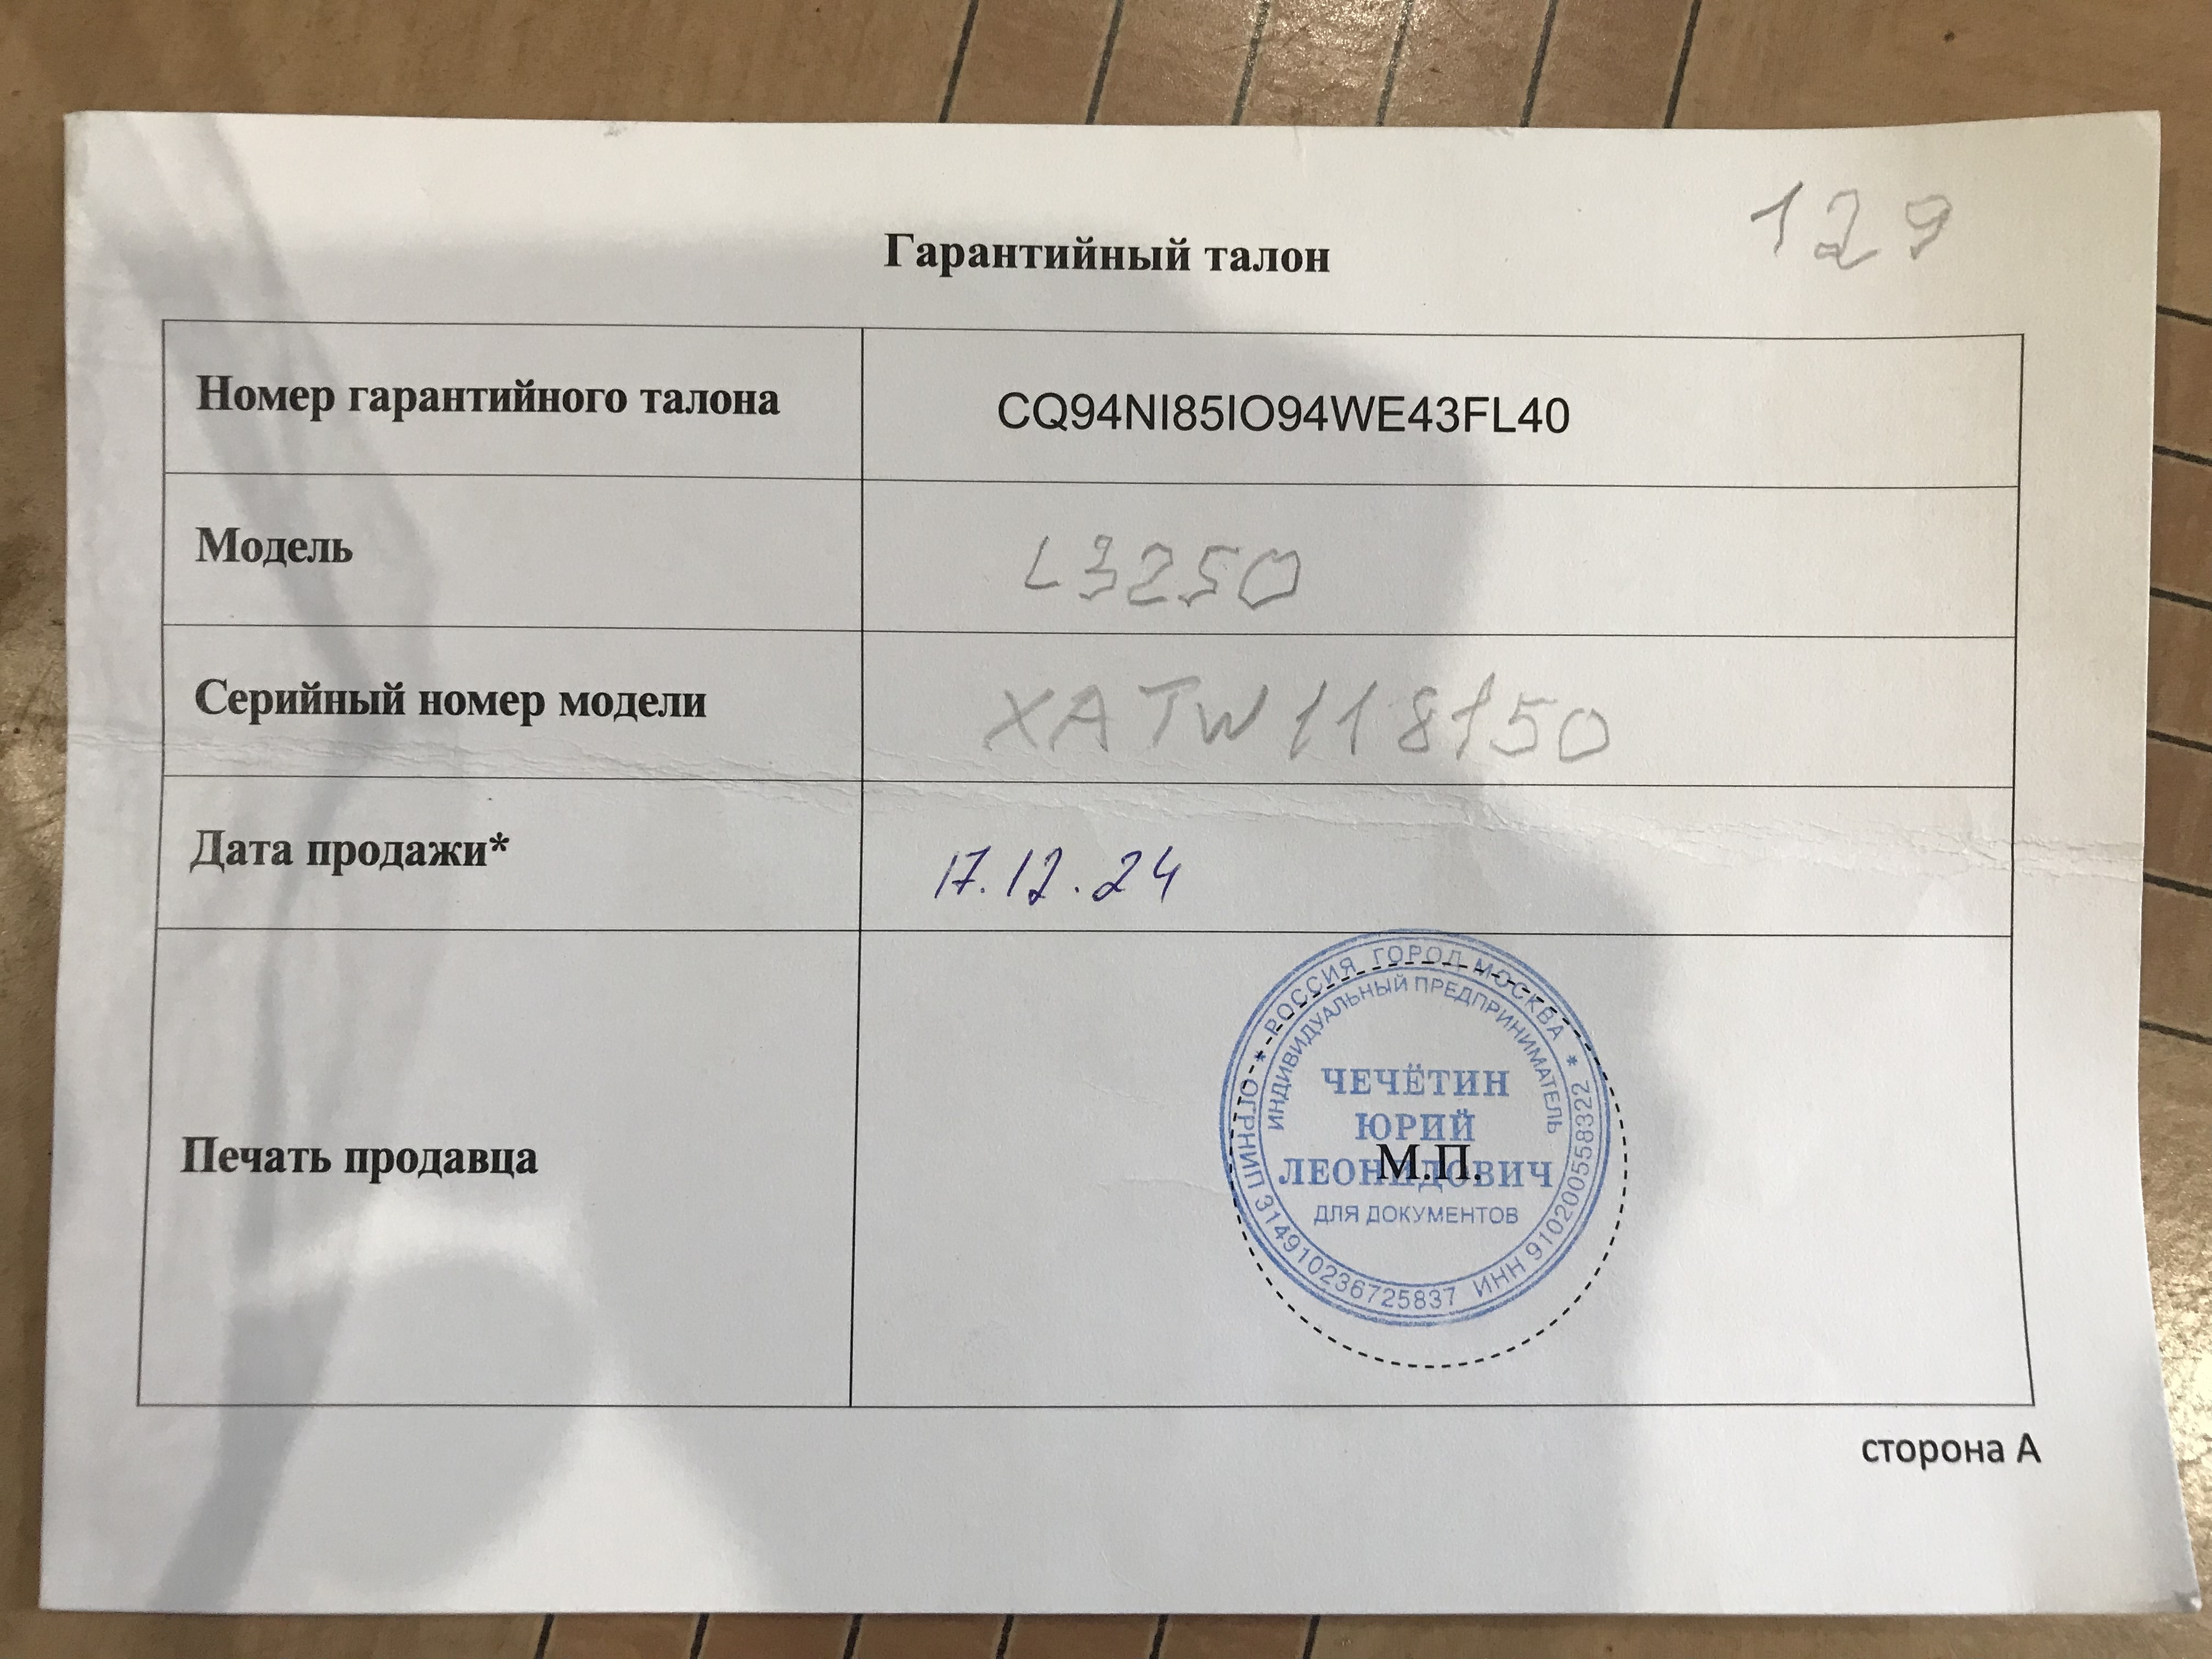 129
Гарантийный талон
Номер гарантийного талона CQ94NI85IO94WE43FL40
Модель L3250
Серийный номер модели XATW118150
Дата продажи* 17.12.24
Печать продавца
* РОССИЯ ГОРОД МОСКВА *
ИНДИВИДУАЛЬНЫЙ ПРЕДПРИНИМАТЕЛЬ
ЧЕЧЁТИН
ЮРИЙ
М.П.
ЛЕОНИДОВИЧ
ДЛЯ ДОКУМЕНТОВ
ОГРНИП 314910236725837 ИНН 910200558322
сторона А